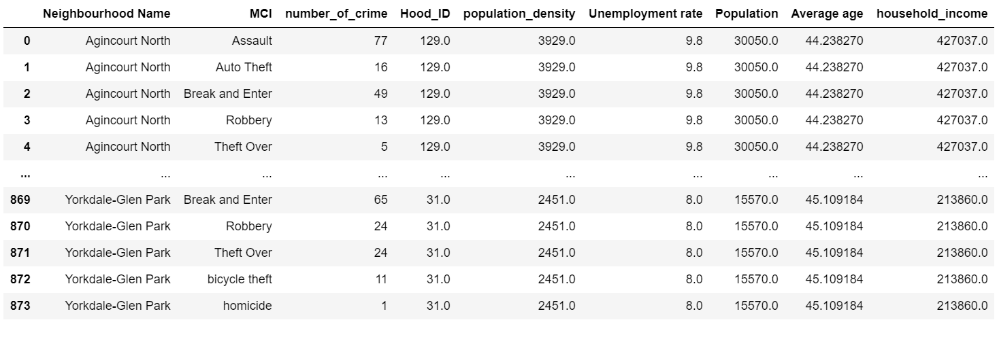 Neighbourhood Name MCI number_of_crime Hood_ID population_density Unemployment rate Population Average age household_income
0 Agincourt North Assault 77 129.0 3929.0 9.8 30050.0 44.238270 427037.0
1 Agincourt North Auto Theft 16 129.0 3929.0 9.8 30050.0 44.238270 427037.0
2 Agincourt North Break and Enter 49 129.0 3929.0 9.8 30050.0 44.238270 427037.0
3 Agincourt North Robbery 13 129.0 3929.0 9.8 30050.0 44.238270 427037.0
4 Agincourt North Theft Over 5 129.0 3929.0 9.8 30050.0 44.238270 427037.0
... ... ... ... ... ... ... ... ... ...
869 Yorkdale-Glen Park Break and Enter 65 31.0 2451.0 8.0 15570.0 45.109184 213860.0
870 Yorkdale-Glen Park Robbery 24 31.0 2451.0 8.0 15570.0 45.109184 213860.0
871 Yorkdale-Glen Park Theft Over 24 31.0 2451.0 8.0 15570.0 45.109184 213860.0
872 Yorkdale-Glen Park bicycle theft 11 31.0 2451.0 8.0 15570.0 45.109184 213860.0
873 Yorkdale-Glen Park homicide 1 31.0 2451.0 8.0 15570.0 45.109184 213860.0